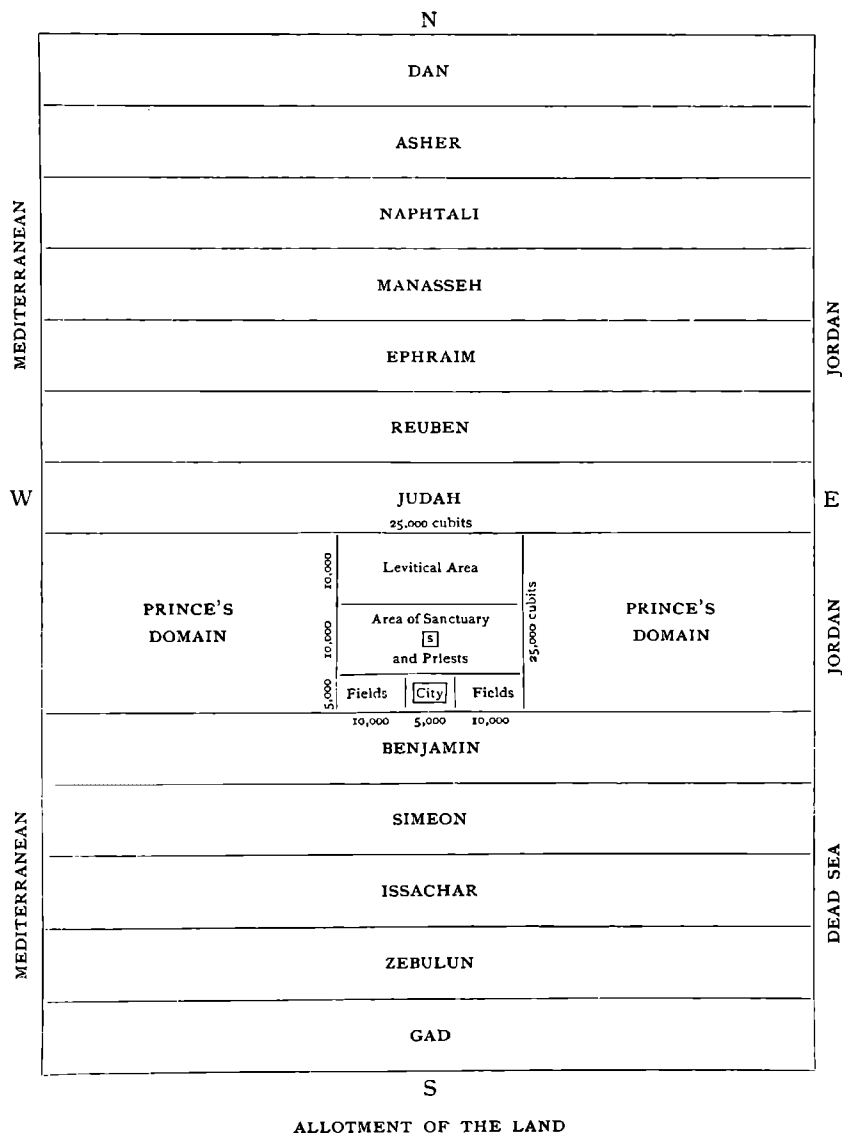 N
DAN
ASHER
NAPHTALI
MEDITERRANEAN
MANASSEH
JORDAN
EPHRAIM
REUBEN
W
JUDAH
E
25,000 cubits
10,000
Levitical Area
PRINCE'S
DOMAIN
10,000
Area of Sanctuary
S
and Priests
25,000 cubits
PRINCE'S
DOMAIN
JORDAN
5,000
Fields
City
Fields
10,000
5,000
10,000
BENJAMIN
SIMEON
MEDITERRANEAN
ISSACHAR
DEAD SEA
ZEBULUN
GAD
S
ALLOTMENT OF THE LAND